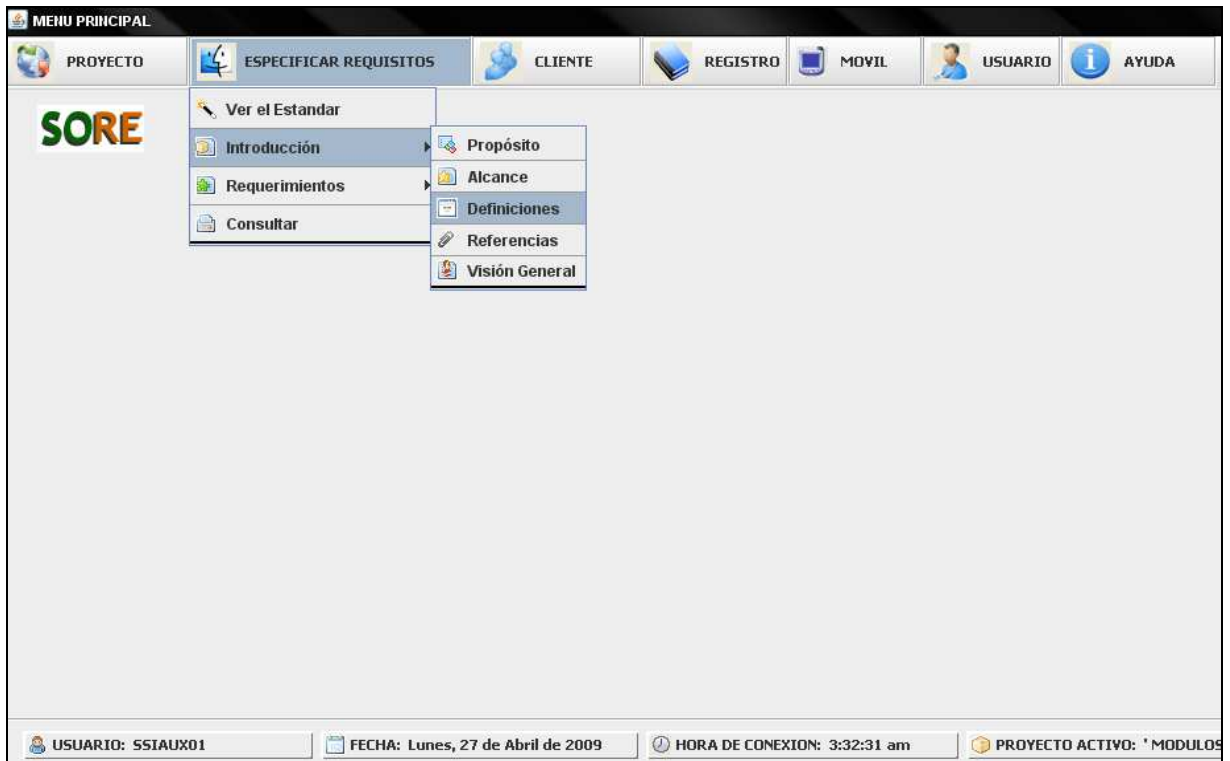 MENU PRINCIPAL
PROYECTO ESPECIFICAR REQUISITOS CLIENTE REGISTRO MOVIL USUARIO AYUDA
SORE
Ver el Estandar
Introducción
Requerimientos
Consultar
Propósito
Alcance
Definiciones
Referencias
Visión General
USUARIO: SSIAUX01 FECHA: Lunes, 27 de Abril de 2009 HORA DE CONEXION: 3:32:31 am PROYECTO ACTIVO: ' MODULOS